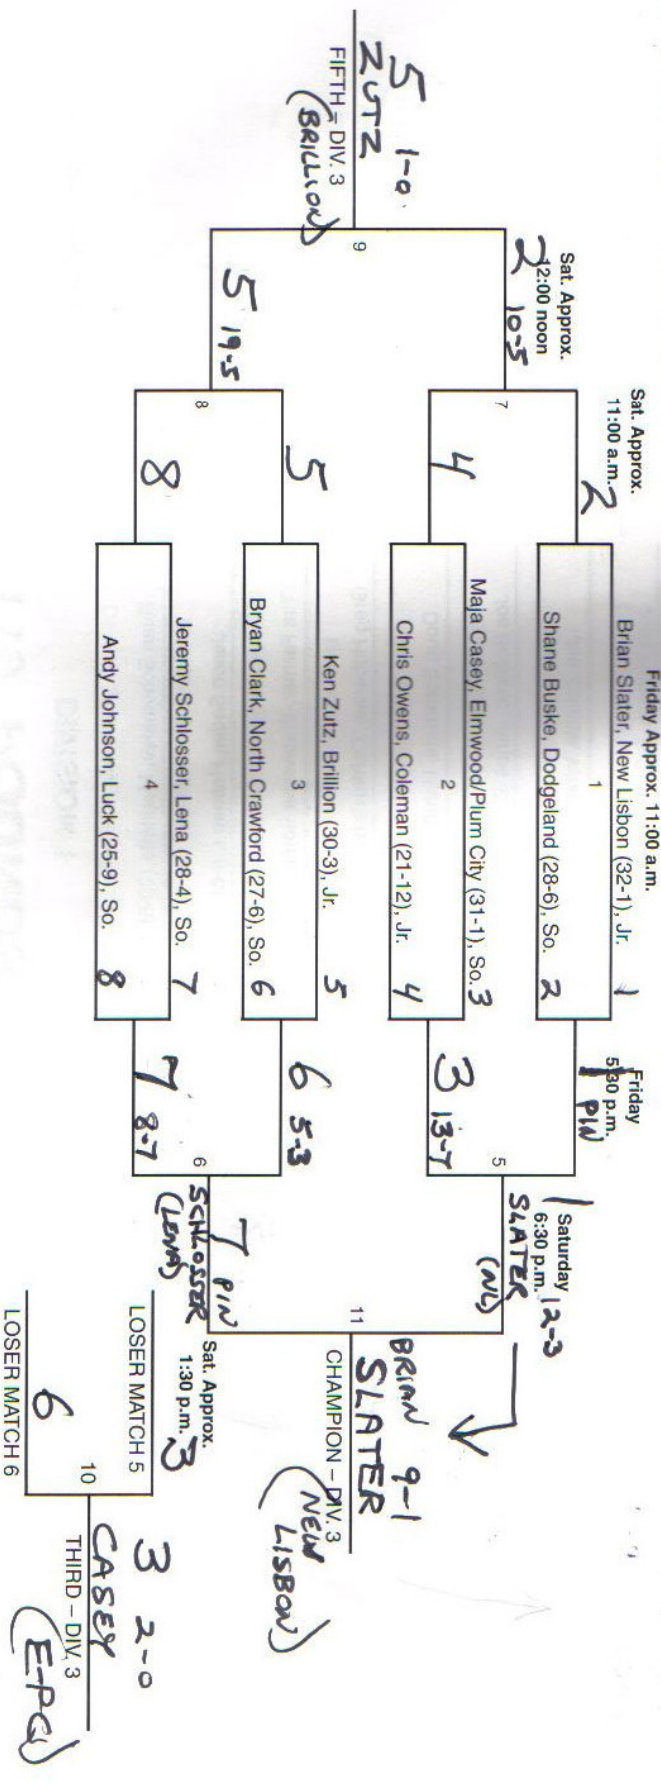 Friday Approx. 11:00 a.m.
Brian Slater, New Lisbon (32-1), Jr. 1
1
Shane Buske, Dodgeland (28-6), So. 2
Maja Casey, Elmwood/Plum City (31-1), So. 3
2
Chris Owens, Coleman (21-12), Jr. 4
Ken Zutz, Brillion (30-3), Jr. 5
3
Bryan Clark, North Crawford (27-6), So. 6
Jeremy Schlosser, Lena (28-4), So. 7
4
Andy Johnson, Luck (25-9), So. 8
Friday
5:30 p.m.
1 PIN
3 13-7
5
6 5-3
7 8-7
6
Saturday
6:30 p.m.
1 12-3
SLATER
(NL)
7 PIN
SCHLOSSER
(LENA)
11
BRIAN 9-1
SLATER
CHAMPION – DIV. 3
(NEW
LISBON)
Sat. Approx.
11:00 a.m.
2
4
7
5
8
8
Sat. Approx.
12:00 noon
2 10-5
5 19-5
9
5 1-0
ZUTZ
FIFTH – DIV. 3
(BRILLION)
Sat. Approx.
1:30 p.m.
3
LOSER MATCH 5
6
LOSER MATCH 6
10
3 2-0
CASEY
THIRD – DIV. 3